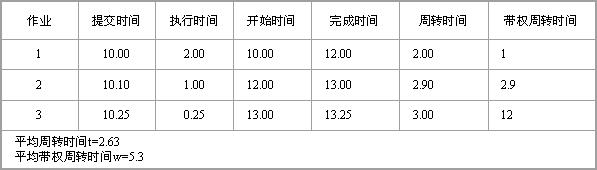 作业 提交时间 执行时间 开始时间 完成时间 周转时间 带权周转时间
1 10.00 2.00 10.00 12.00 2.00 1
2 10.10 1.00 12.00 13.00 2.90 2.9
3 10.25 0.25 13.00 13.25 3.00 12
平均周转时间t=2.63
平均带权周转时间w=5.3